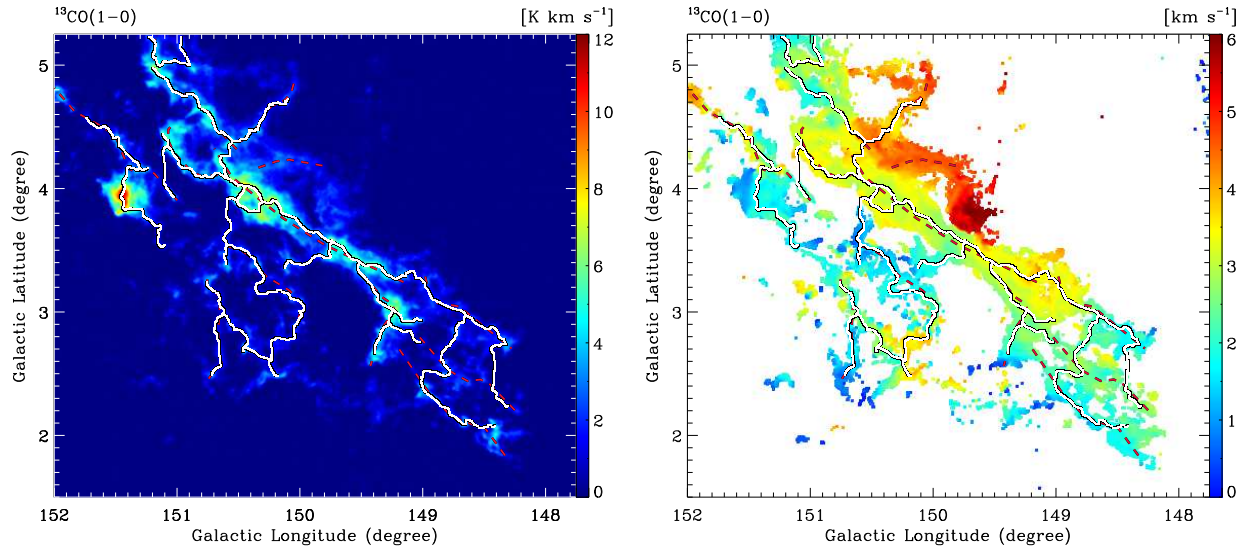 ¹³CO(1−0) [K km s⁻¹]
12
10
8
6
4
2
0
5
4
3
2
Galactic Latitude (degree)
152 151 150 149 148
Galactic Longitude (degree)
¹³CO(1−0) [km s⁻¹]
6
5
4
3
2
1
0
5
4
3
2
Galactic Latitude (degree)
152 151 150 149 148
Galactic Longitude (degree)